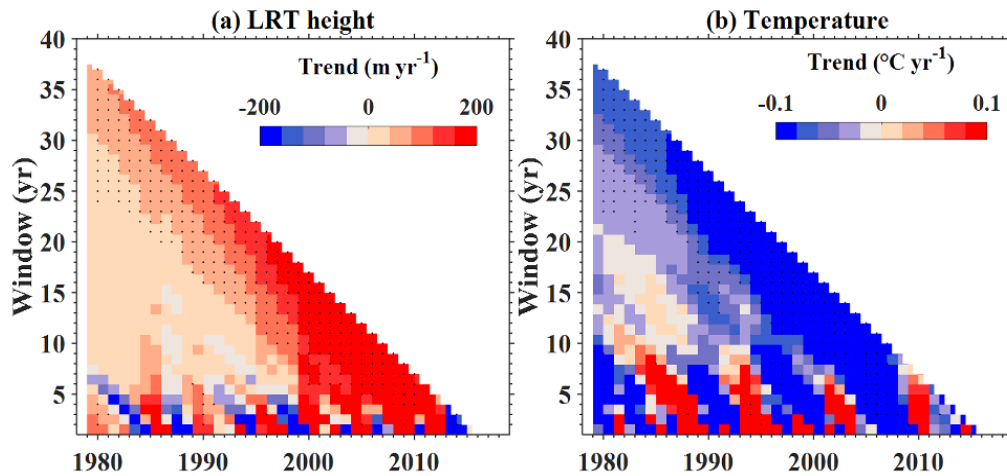 (a) LRT height
(b) Temperature
Trend (m yr-1)
-200 0 200
Trend (°C yr-1)
-0.1 0 0.1
Window (yr)
40
35
30
25
20
15
10
5
1980 1990 2000 2010
Window (yr)
40
35
30
25
20
15
10
5
1980 1990 2000 2010